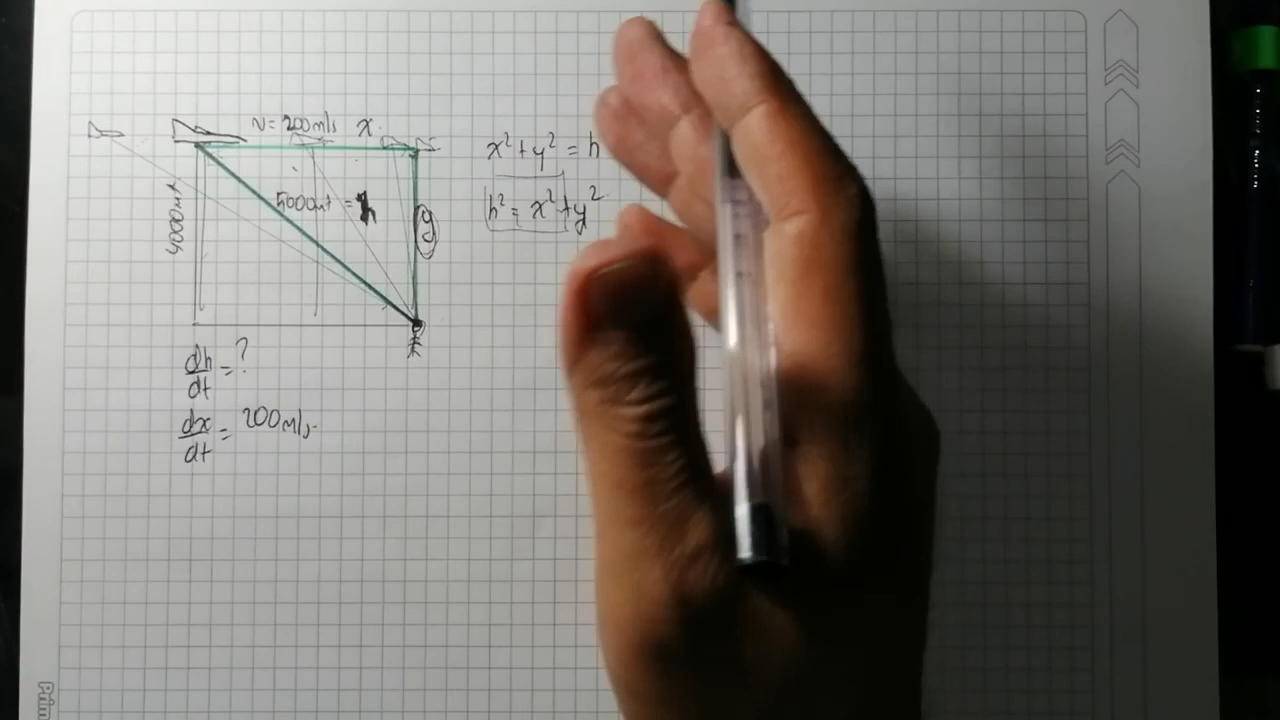 v = 200m/s x
5000mt = h
4000mt
y
x² + y² = h
h² = x² + y²
dh/dt = ?
dx/dt = 200m/s